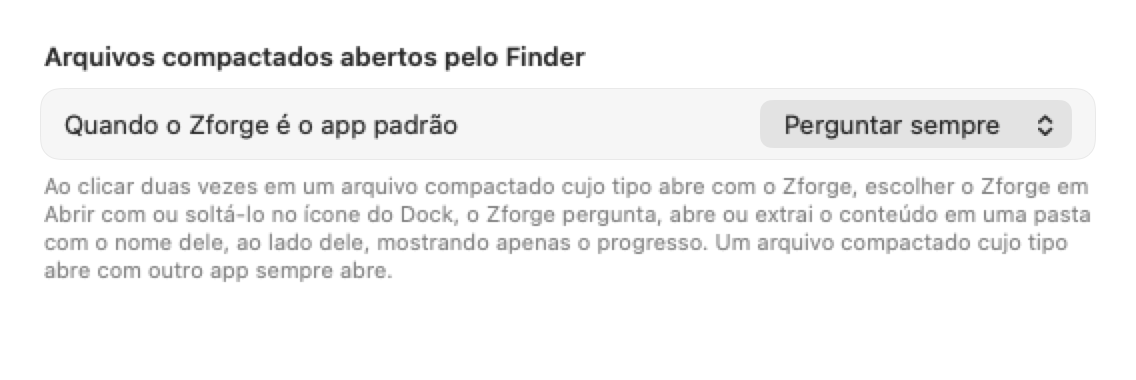 Arquivos compactados abertos pelo Finder
Quando o Zforge é o app padrão
Perguntar sempre
Ao clicar duas vezes em um arquivo compactado cujo tipo abre com o Zforge, escolher o Zforge em
Abrir com ou soltá-lo no ícone do Dock, o Zforge pergunta, abre ou extrai o conteúdo em uma pasta
com o nome dele, ao lado dele, mostrando apenas o progresso. Um arquivo compactado cujo tipo
abre com outro app sempre abre.